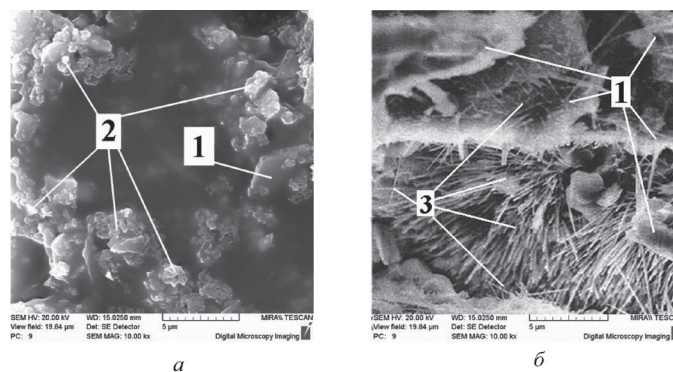 2
1
1
3
SEM HV: 20.00 kV WD: 15.0250 mm MIRA\\ TESCAN
View field: 19.64 µm Det: SE Detector 5 µm
PC: 9 SEM MAG: 10.00 kx Digital Microscopy Imaging
SEM HV: 20.00 kV WD: 15.0250 mm MIRA\\ TESC
View field: 19.64 µm Det: SE Detector 5 µm
PC: 9 SEM MAG: 10.00 kx Digital Microscopy Imaging
а
б